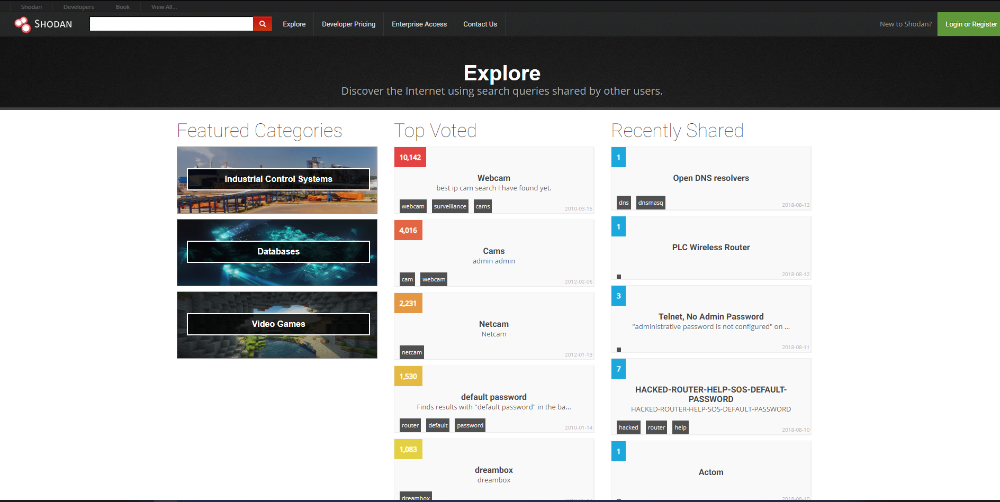 Shodan
Developers
Book
View All...
SHODAN
Explore
Developer Pricing
Enterprise Access
Contact Us
New to Shodan?
Login or Register
Explore
Discover the Internet using search queries shared by other users.
Featured Categories
Industrial Control Systems
Databases
Video Games
Top Voted
10,142
Webcam
best ip cam search I have found yet.
webcam surveillance cams
2010-03-15
4,016
Cams
admin admin
cam webcam
2012-02-06
2,231
Netcam
Netcam
netcam
2012-01-13
1,530
default password
Finds results with "default password" in the ba...
router default password
2010-01-14
1,083
dreambox
dreambox
dreambox
Recently Shared
1
Open DNS resolvers
dns dnsmasq
2018-08-12
1
PLC Wireless Router
2018-08-12
3
Telnet, No Admin Password
"administrative password is not configured" on ...
2018-08-11
7
HACKED-ROUTER-HELP-SOS-DEFAULT-
PASSWORD
HACKED-ROUTER-HELP-SOS-DEFAULT-PASSWORD
hacked router help
2018-08-10
1
Actom
2018-08-10